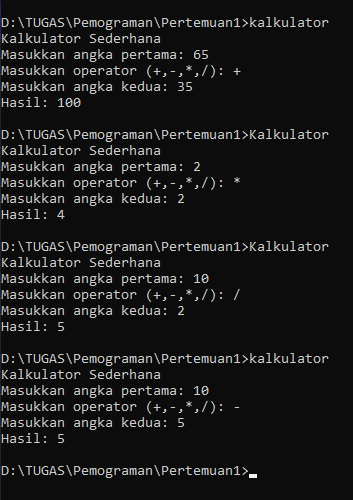 D:\TUGAS\Pemograman\Pertemuan1>kalkulator
Kalkulator Sederhana
Masukkan angka pertama: 65
Masukkan operator (+,-,*,/): +
Masukkan angka kedua: 35
Hasil: 100
D:\TUGAS\Pemograman\Pertemuan1>Kalkulator
Kalkulator Sederhana
Masukkan angka pertama: 2
Masukkan operator (+,-,*,/): *
Masukkan angka kedua: 2
Hasil: 4
D:\TUGAS\Pemograman\Pertemuan1>Kalkulator
Kalkulator Sederhana
Masukkan angka pertama: 10
Masukkan operator (+,-,*,/): /
Masukkan angka kedua: 2
Hasil: 5
D:\TUGAS\Pemograman\Pertemuan1>kalkulator
Kalkulator Sederhana
Masukkan angka pertama: 10
Masukkan operator (+,-,*,/): -
Masukkan angka kedua: 5
Hasil: 5
D:\TUGAS\Pemograman\Pertemuan1>